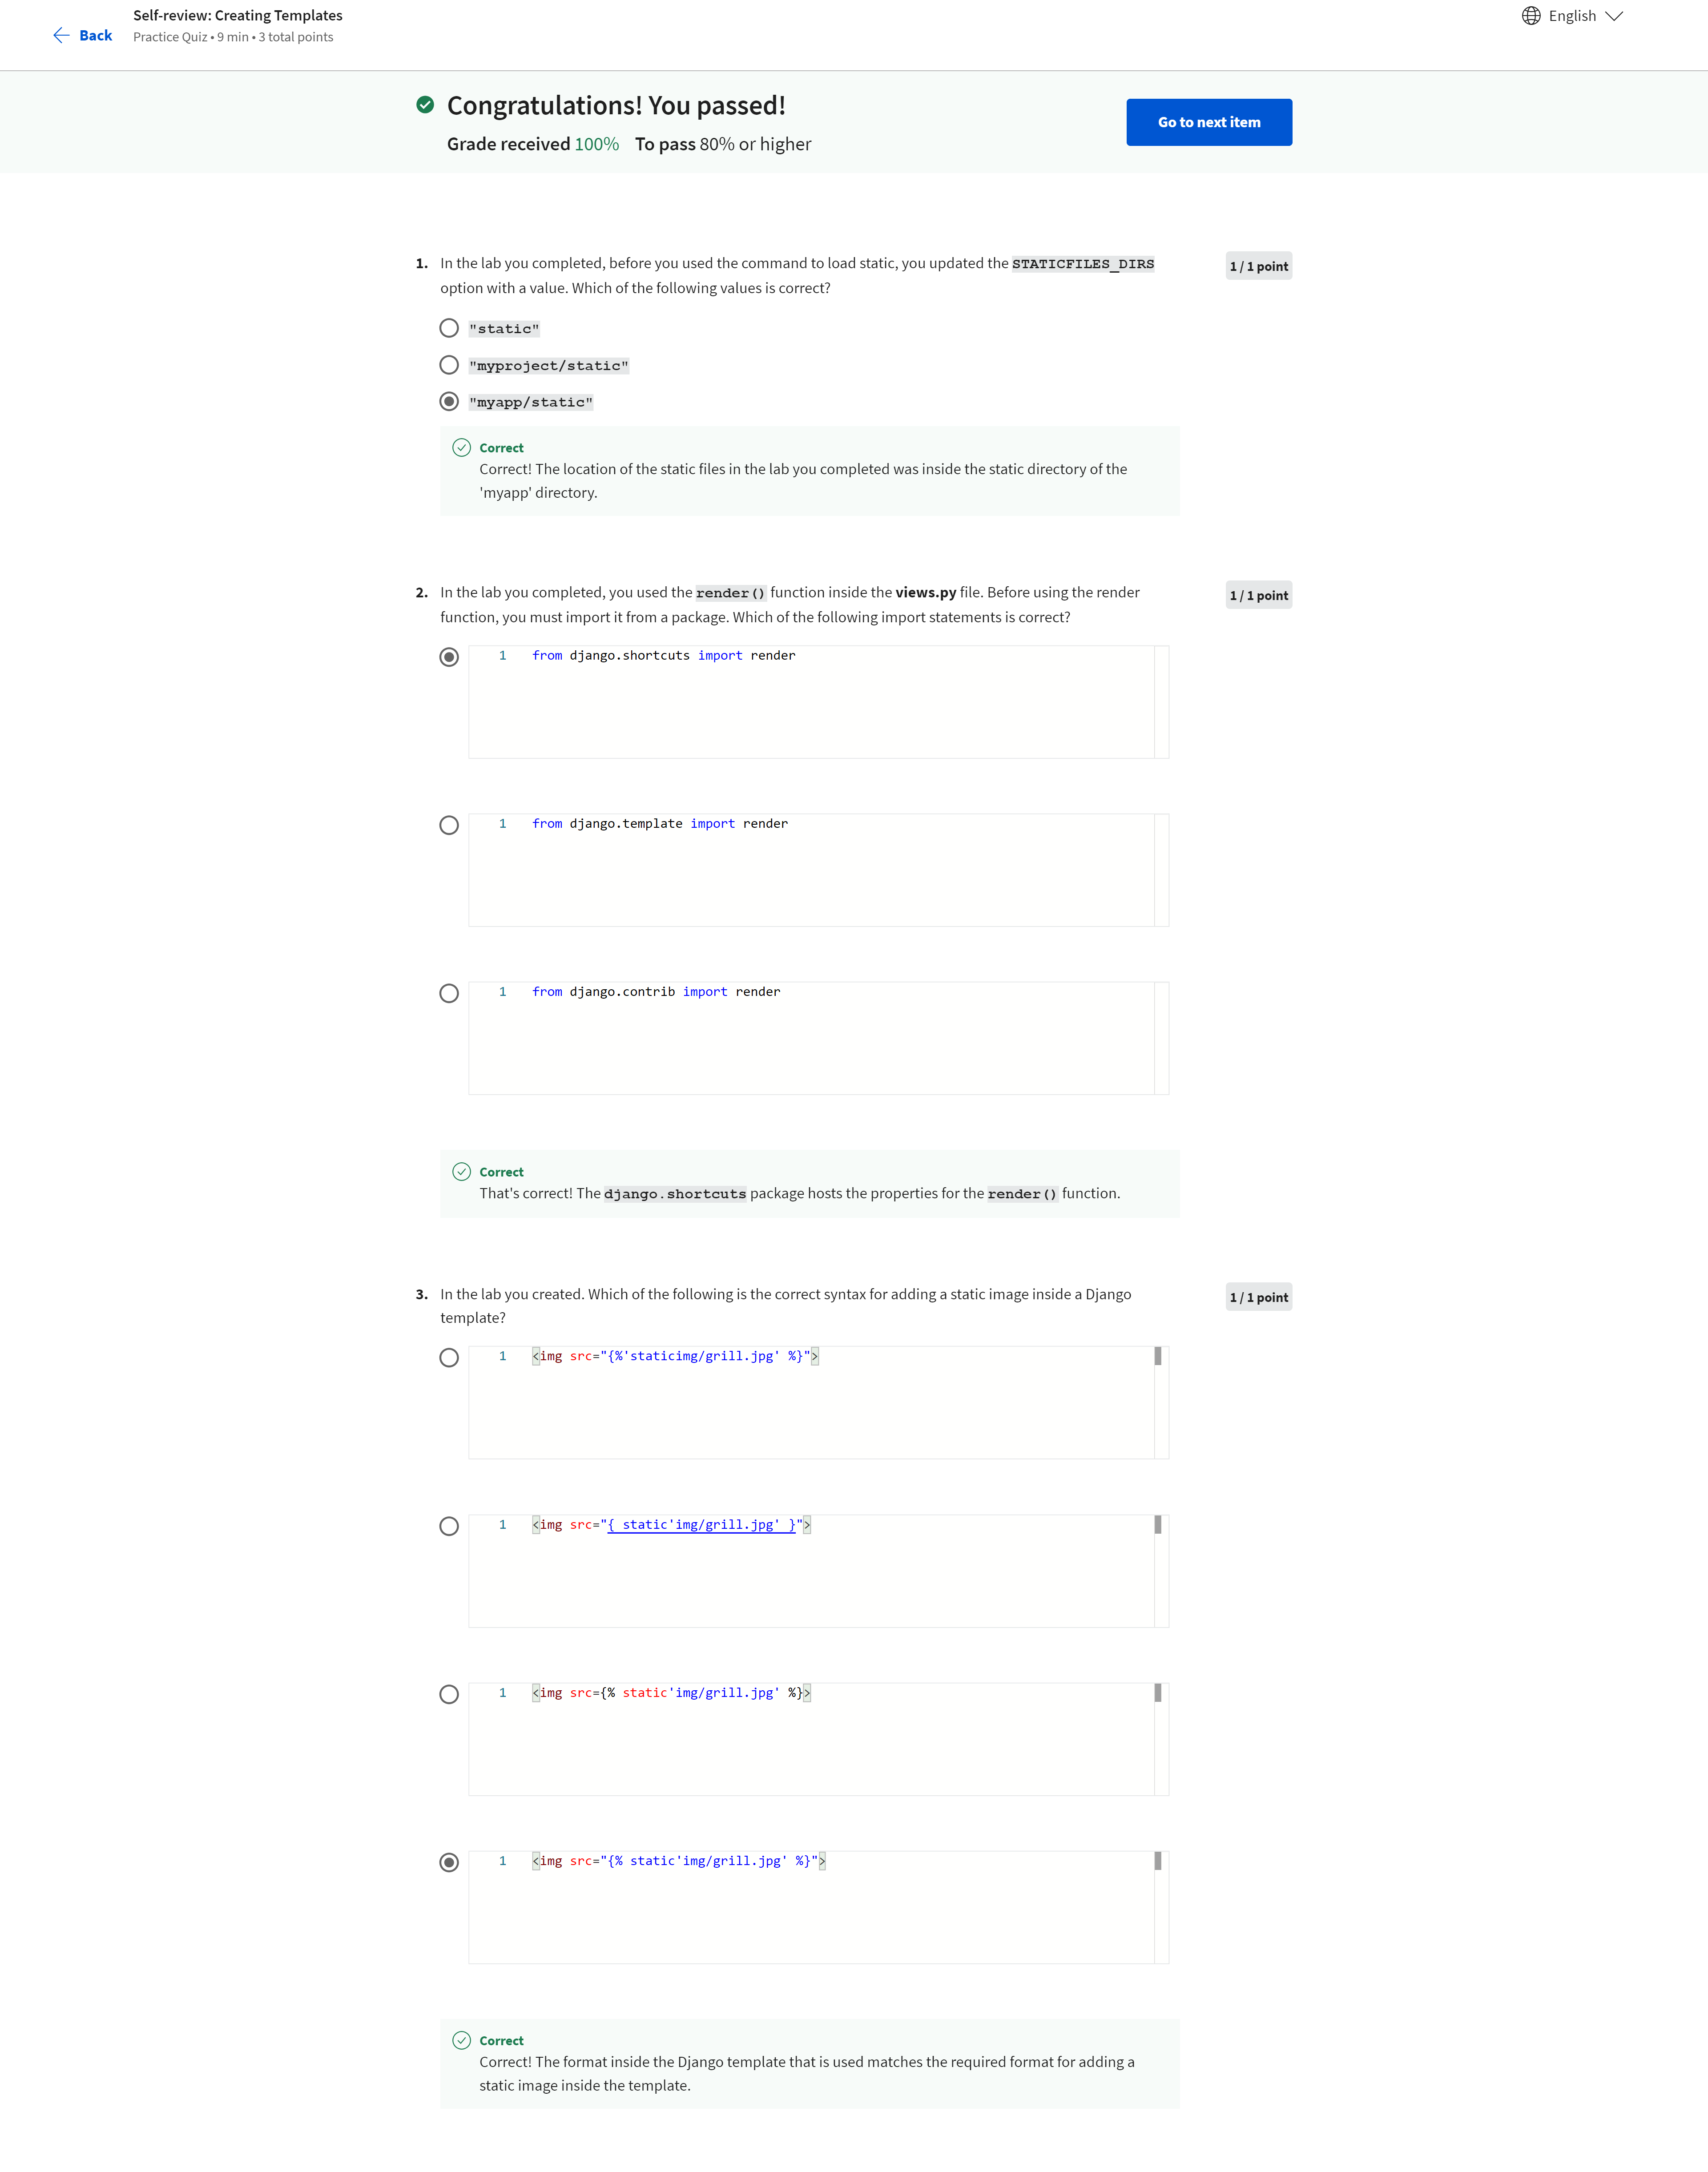 Self-review: Creating Templates
English
Back
Practice Quiz • 9 min • 3 total points
Congratulations! You passed!
Go to next item
Grade received 100% To pass 80% or higher
1. In the lab you completed, before you used the command to load static, you updated the STATICFILES_DIRS
1 / 1 point
option with a value. Which of the following values is correct?
"static"
"myproject/static"
"myapp/static"
Correct
Correct! The location of the static files in the lab you completed was inside the static directory of the
'myapp' directory.
2. In the lab you completed, you used the render() function inside the views.py file. Before using the render
1 / 1 point
function, you must import it from a package. Which of the following import statements is correct?
1 from django.shortcuts import render
1 from django.template import render
1 from django.contrib import render
Correct
That's correct! The django.shortcuts package hosts the properties for the render() function.
3. In the lab you created. Which of the following is the correct syntax for adding a static image inside a Django
1 / 1 point
template?
1 <img src="{%'staticimg/grill.jpg' %}">
1 <img src="{ static'img/grill.jpg' }">
1 <img src={% static'img/grill.jpg' %}>
1 <img src="{% static'img/grill.jpg' %}">
Correct
Correct! The format inside the Django template that is used matches the required format for adding a
static image inside the template.